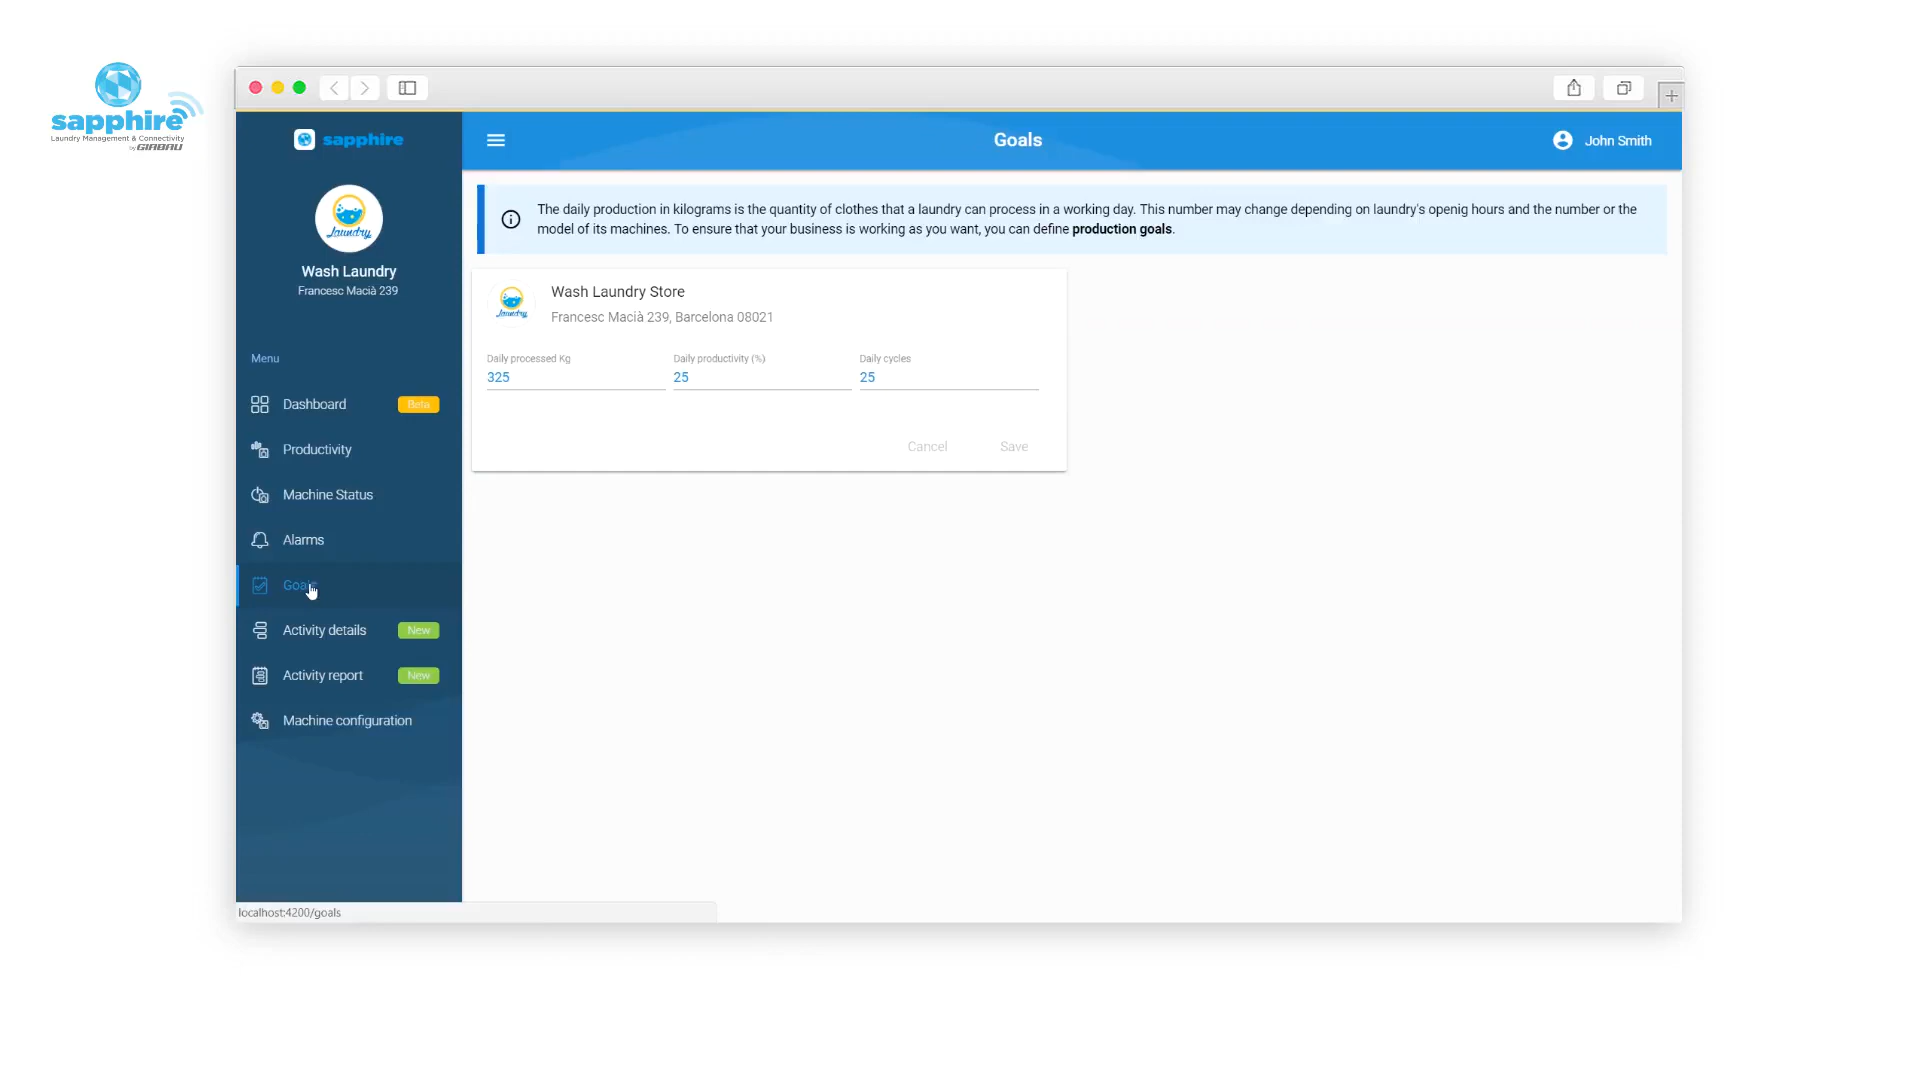 sapphire
Laundry Management & Connectivity
by GIRBAU
sapphire
Goals
John Smith
Laundry
Wash Laundry
Francesc Macià 239
The daily production in kilograms is the quantity of clothes that a laundry can process in a working day. This number may change depending on laundry's openig hours and the number or the
model of its machines. To ensure that your business is working as you want, you can define production goals.
Laundry
Wash Laundry Store
Francesc Macià 239, Barcelona 08021
Daily processed Kg
Daily productivity (%)
Daily cycles
325
25
25
Cancel
Save
Menu
Dashboard
Beta
Productivity
Machine Status
Alarms
Goals
Activity details
New
Activity report
New
Machine configuration
localhost:4200/goals